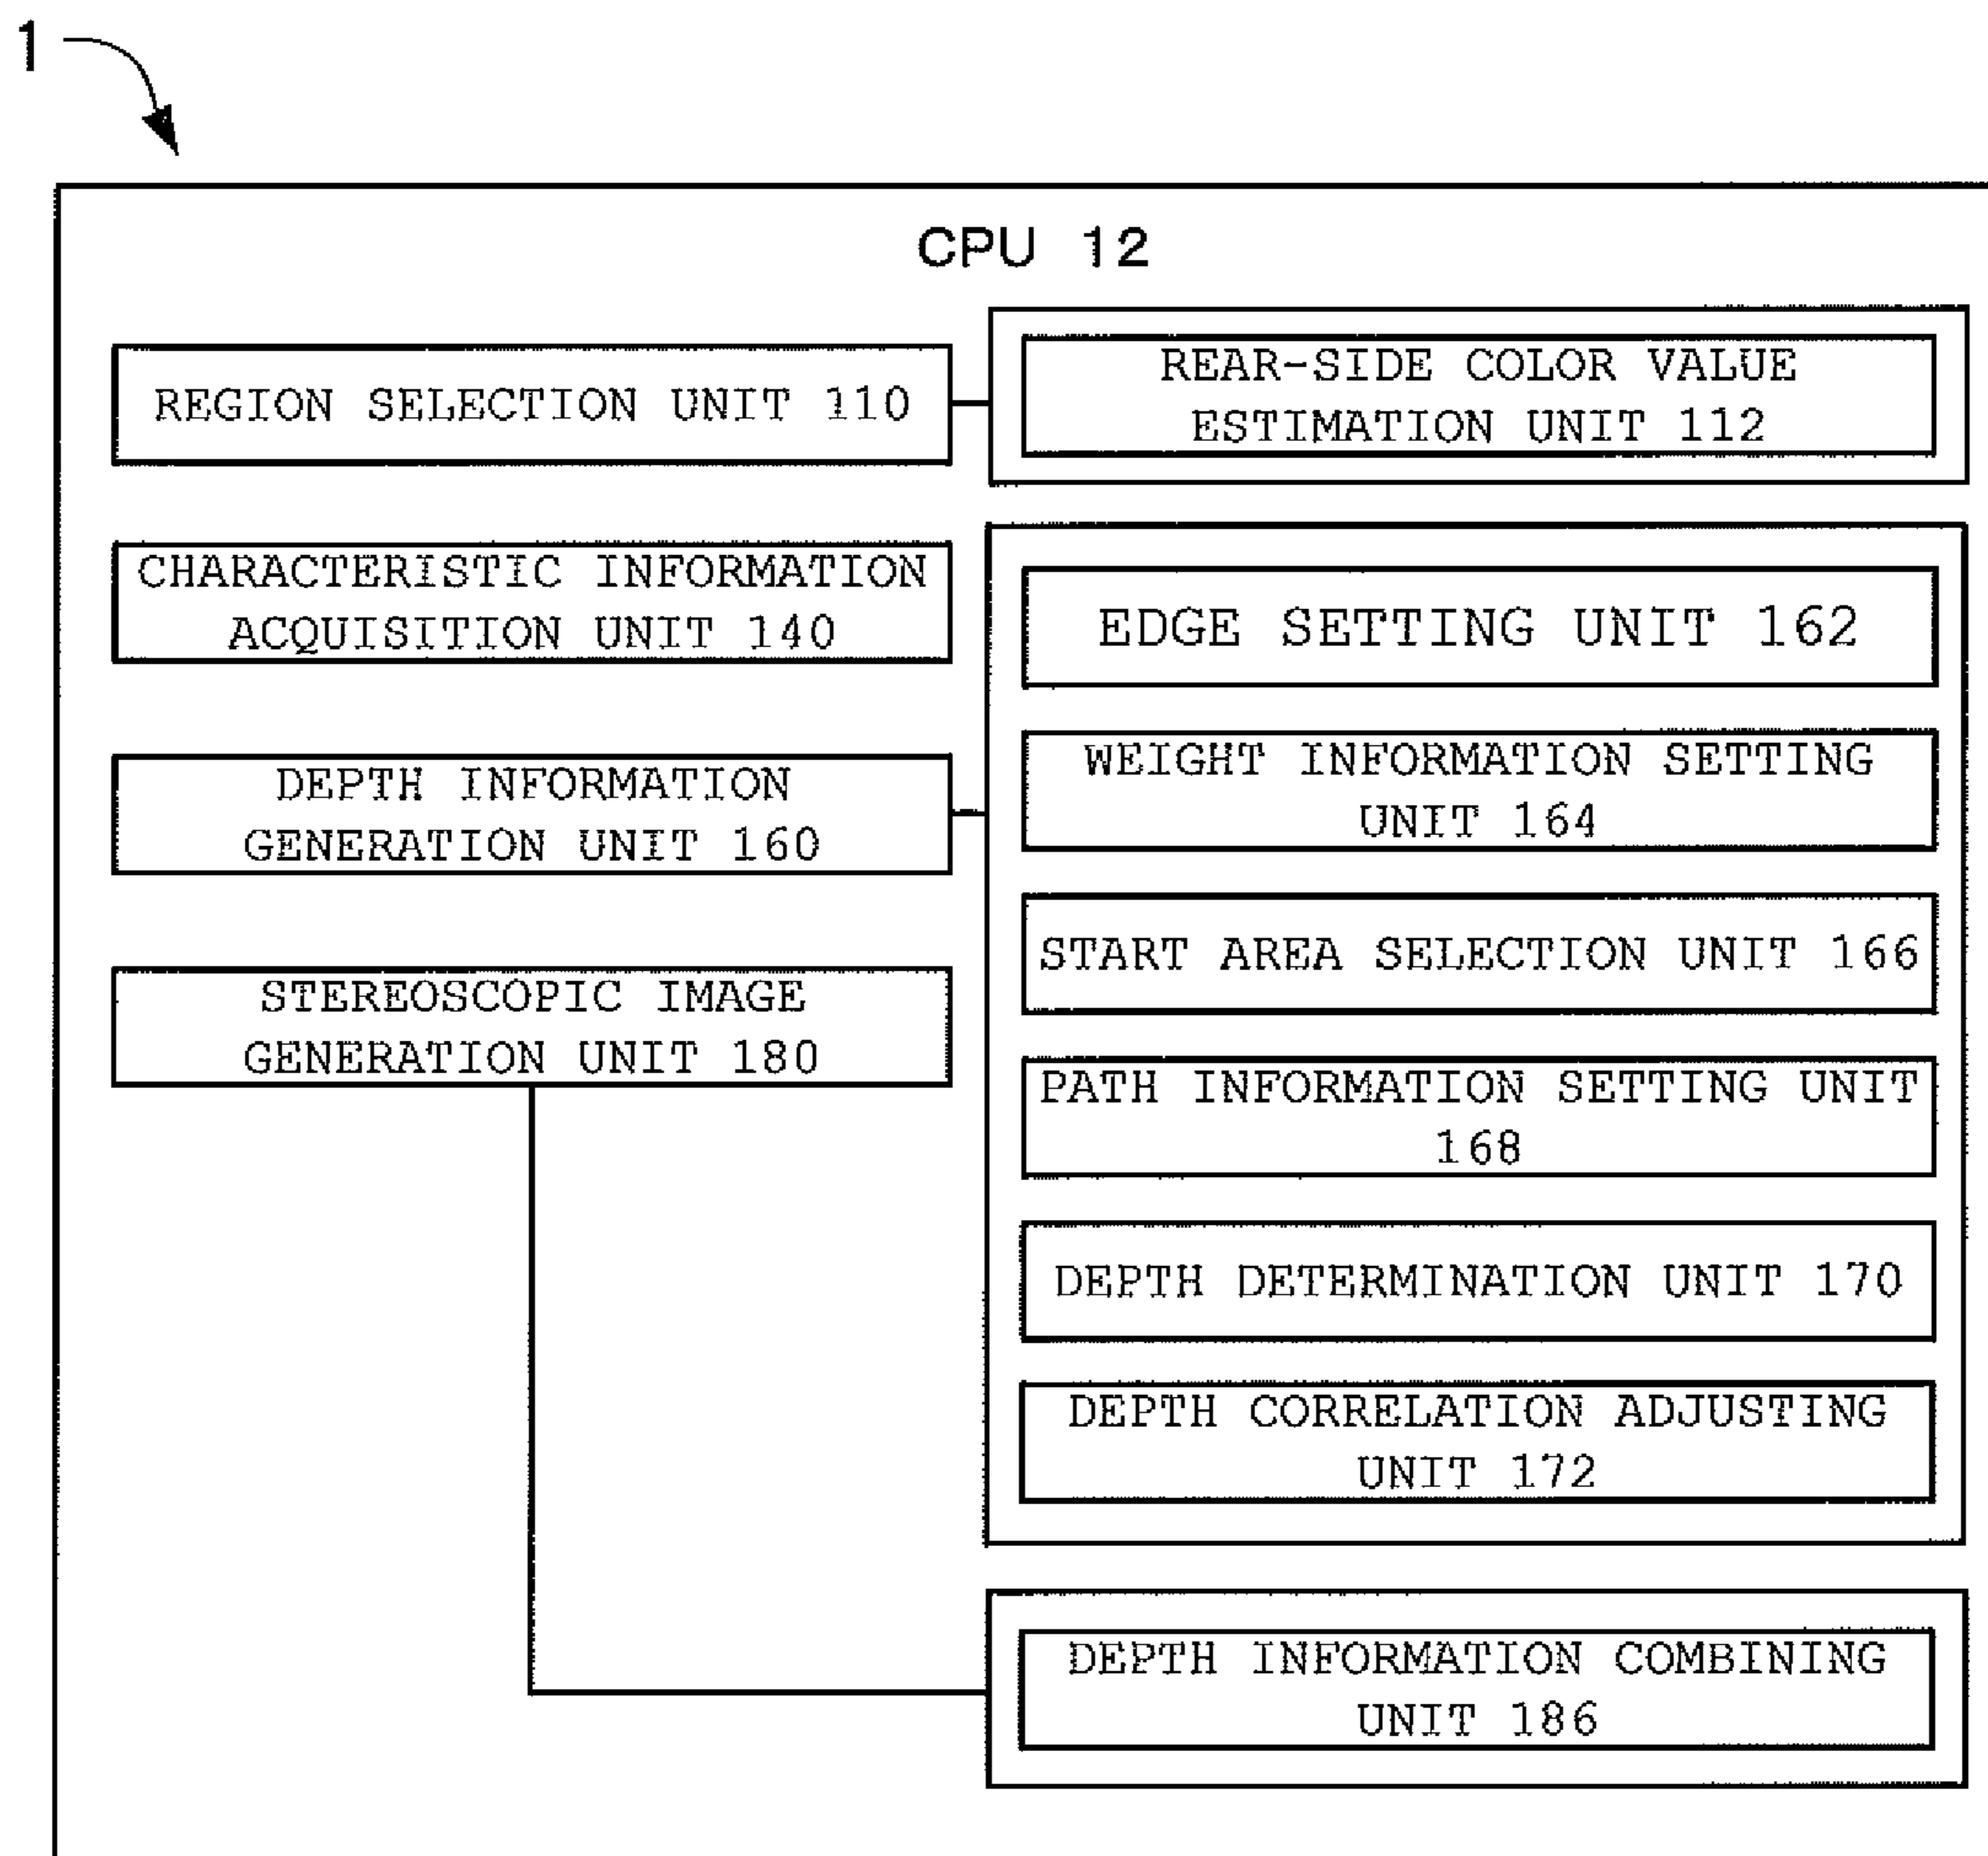 1
CPU 12
REGION SELECTION UNIT 110
REAR-SIDE COLOR VALUE
ESTIMATION UNIT 112
CHARACTERISTIC INFORMATION
ACQUISITION UNIT 140
DEPTH INFORMATION
GENERATION UNIT 160
STEREOSCOPIC IMAGE
GENERATION UNIT 180
EDGE SETTING UNIT 162
WEIGHT INFORMATION SETTING
UNIT 164
START AREA SELECTION UNIT 166
PATH INFORMATION SETTING UNIT
168
DEPTH DETERMINATION UNIT 170
DEPTH CORRELATION ADJUSTING
UNIT 172
DEPTH INFORMATION COMBINING
UNIT 186